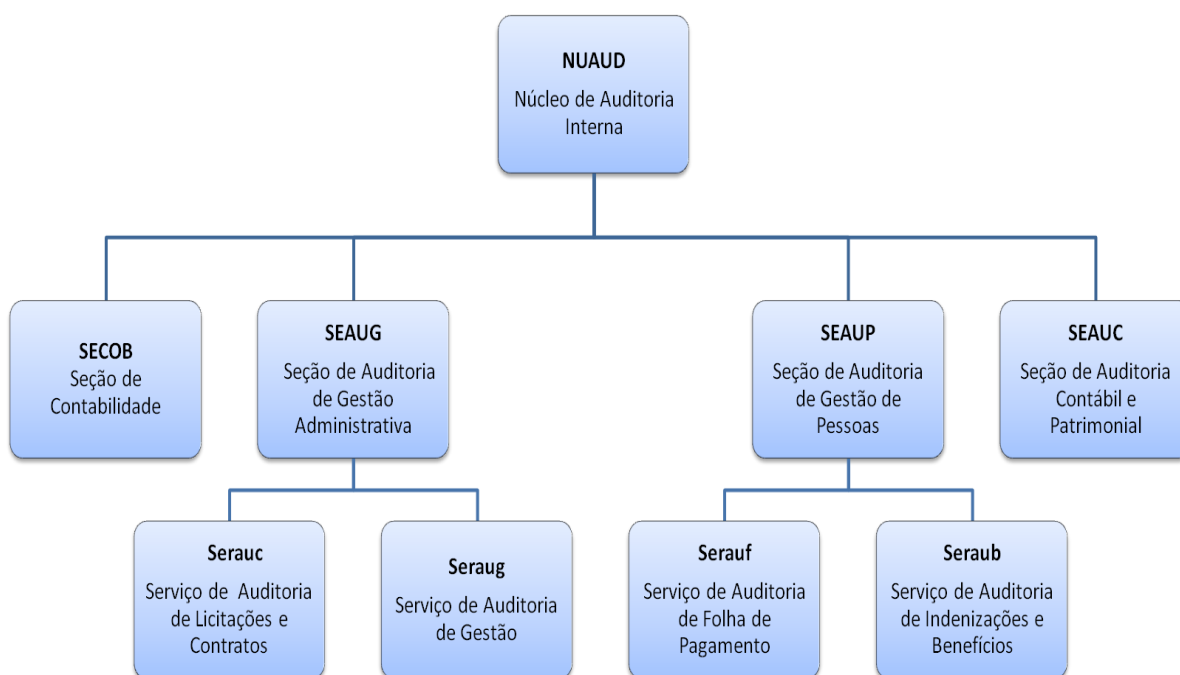 NUAUD
Núcleo de Auditoria
Interna
SECOB
Seção de
Contabilidade
SEAUG
Seção de Auditoria
de Gestão
Administrativa
SEAUP
Seção de Auditoria
de Gestão de
Pessoas
SEAUC
Seção de Auditoria
Contábil e
Patrimonial
Serauc
Serviço de Auditoria
de Licitações e
Contratos
Seraug
Serviço de Auditoria
de Gestão
Serauf
Serviço de Auditoria
de Folha de
Pagamento
Seraub
Serviço de Auditoria
de Indenizações e
Benefícios